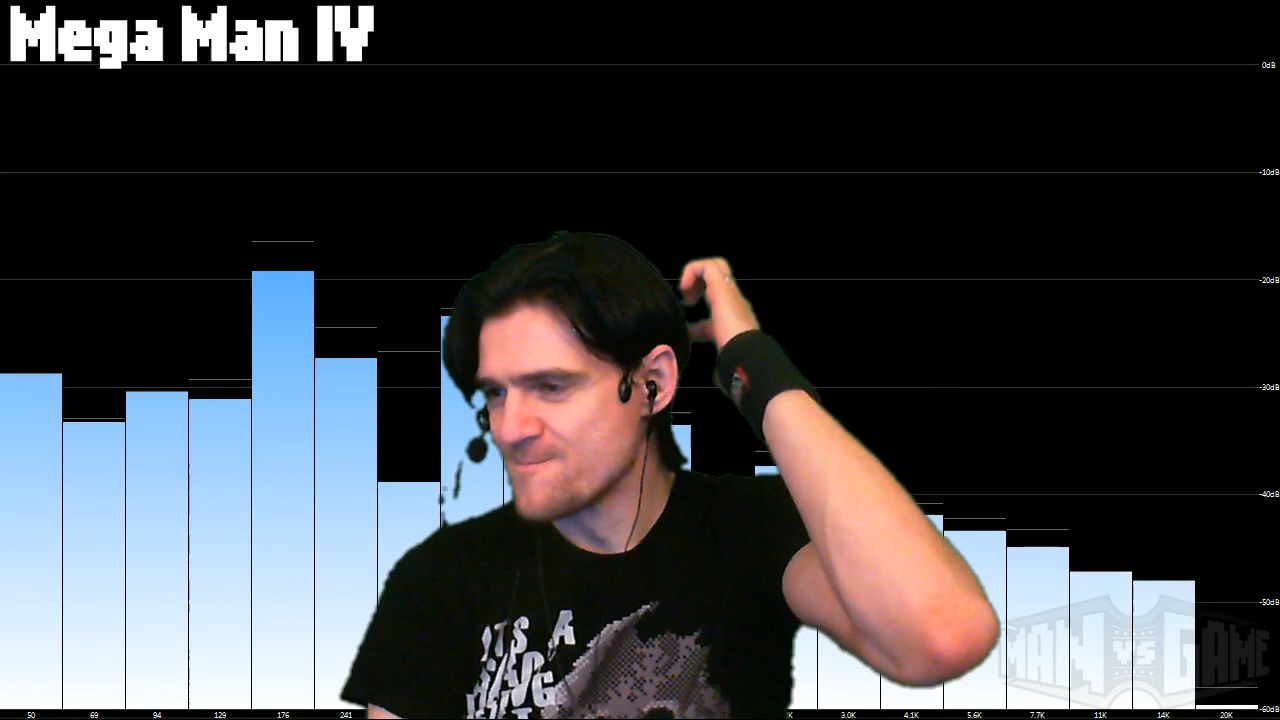 Mega Man IV
0dB
-10dB
-20dB
-30dB
-40dB
-50dB
-60dB
IT'S A
MAN VS GAME
50 69 94 129 176 241 3.0K 4.1K 5.6K 7.7K 11K 14K 20K